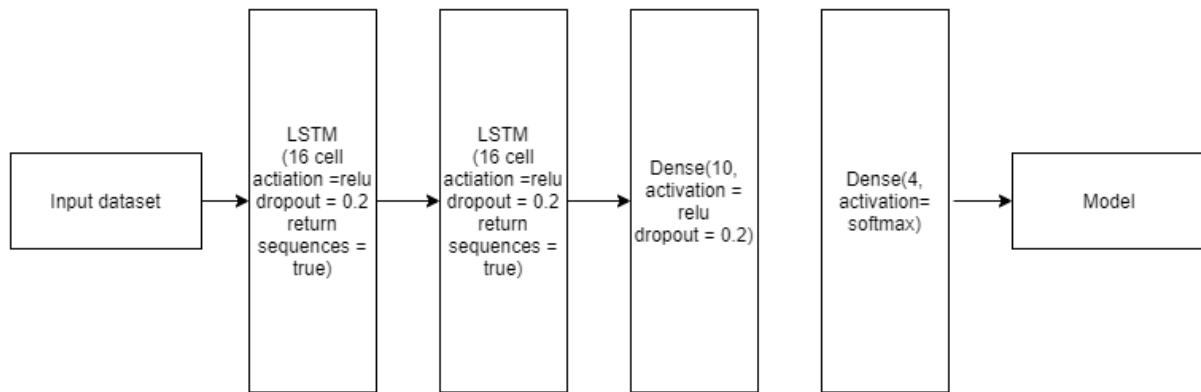 Input dataset
LSTM
(16 cell
actiation =relu
dropout = 0.2
return
sequences =
true)
LSTM
(16 cell
actiation =relu
dropout = 0.2
return
sequences =
true)
Dense(10,
activation =
relu
dropout = 0.2)
Dense(4,
activation=
softmax)
Model